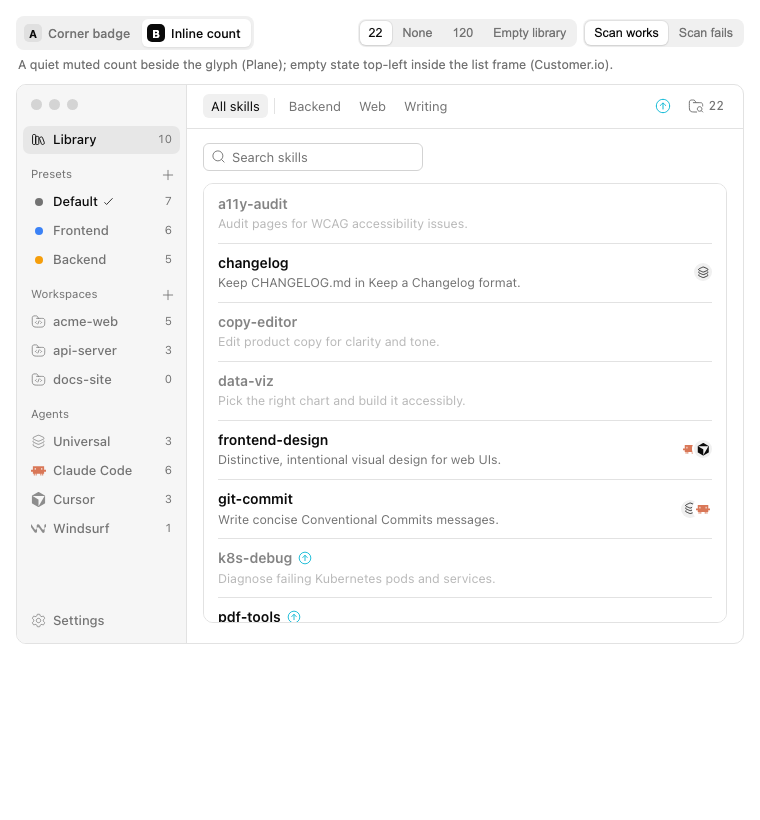 A Corner badge B Inline count 22 None 120 Empty library Scan works Scan fails
A quiet muted count beside the glyph (Plane); empty state top-left inside the list frame (Customer.io).
Library 10
Presets
Default 7
Frontend 6
Backend 5
Workspaces
acme-web 5
api-server 3
docs-site 0
Agents
Universal 3
Claude Code 6
Cursor 3
Windsurf 1
Settings
All skills Backend Web Writing 22
Search skills
a11y-audit
Audit pages for WCAG accessibility issues.
changelog
Keep CHANGELOG.md in Keep a Changelog format.
copy-editor
Edit product copy for clarity and tone.
data-viz
Pick the right chart and build it accessibly.
frontend-design
Distinctive, intentional visual design for web UIs.
git-commit
Write concise Conventional Commits messages.
k8s-debug
Diagnose failing Kubernetes pods and services.
pdf-tools